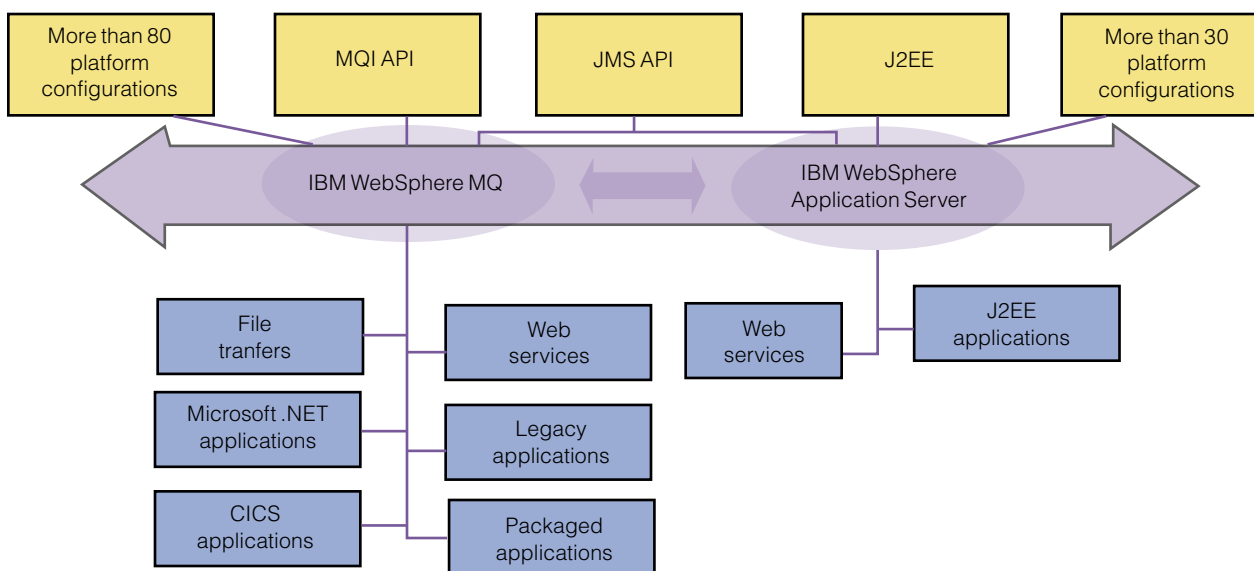 More than 80
platform
configurations
MQI API
JMS API
J2EE
More than 30
platform
configurations
IBM WebSphere MQ
IBM WebSphere
Application Server
File
tranfers
Web
services
Web
services
J2EE
applications
Microsoft .NET
applications
Legacy
applications
CICS
applications
Packaged
applications